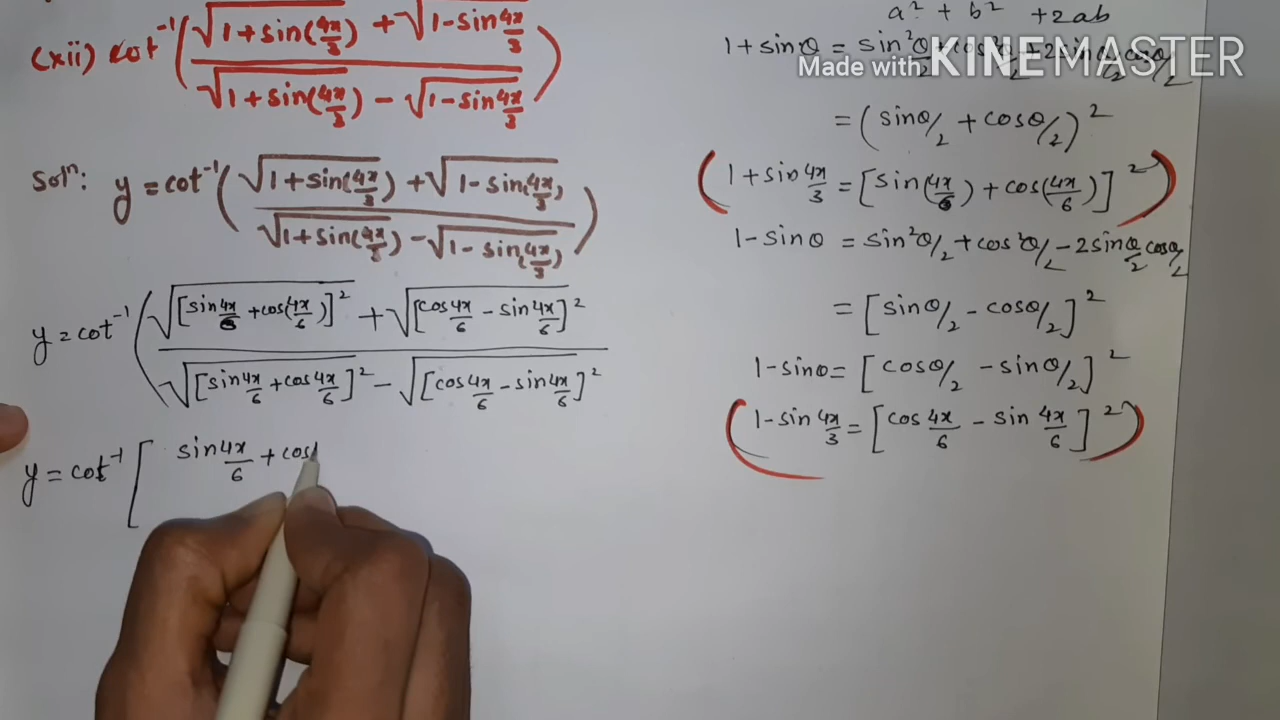 (xii) cot⁻¹(√(1+sin(4x/3)) + √(1-sin 4x/3) / √(1+sin(4x/3)) - √(1-sin 4x/3))
Solⁿ: y = cot⁻¹(√(1+sin(4x/3)) + √(1-sin(4x/3)) / √(1+sin(4x/3)) - √(1-sin(4x/3)))
y = cot⁻¹(√[sin 4x/6 + cos(4x/6)]² + √[cos 4x/6 - sin 4x/6]² / √[sin 4x/6 + cos 4x/6]² - √[cos 4x/6 - sin 4x/6]²)
y = cot⁻¹[sin 4x/6 + cos
a² + b² + 2ab
1+sinθ = sin²θ/2 + cos²θ/2 + 2sinθ/2 cosθ/2
Made with KINEMASTER
= (sinθ/2 + cosθ/2)²
(1+sin 4x/3 = [sin(4x/6) + cos(4x/6)]²)
1-sinθ = sin²θ/2 + cos²θ/2 - 2sinθ/2 cosθ/2
= [sinθ/2 - cosθ/2]²
1-sinθ = [cosθ/2 - sinθ/2]²
(1-sin 4x/3 = [cos 4x/6 - sin 4x/6]²)